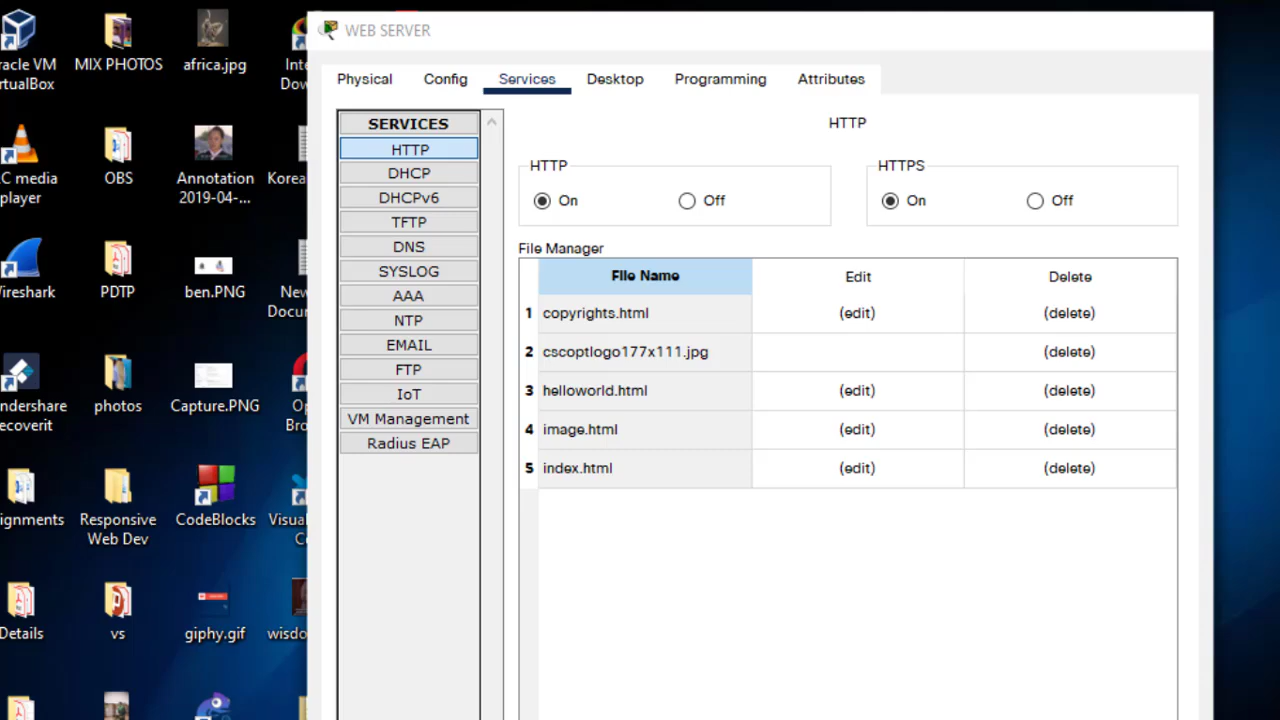 WEB SERVER
Physical
Config
Services
Desktop
Programming
Attributes
SERVICES
HTTP
DHCP
DHCPv6
TFTP
DNS
SYSLOG
AAA
NTP
EMAIL
FTP
IoT
VM Management
Radius EAP
HTTP
HTTP
On
Off
HTTPS
On
Off
File Manager
File Name
Edit
Delete
1 copyrights.html (edit) (delete)
2 cscoptlogo177x111.jpg (delete)
3 helloworld.html (edit) (delete)
4 image.html (edit) (delete)
5 index.html (edit) (delete)
acle VM
rtualBox
MIX PHOTOS
africa.jpg
Inte
Dow
C media
player
OBS
Annotation
2019-04-...
Korea
ireshark
PDTP
ben.PNG
New
Docum
ndershare
ecoverit
photos
Capture.PNG
Op
Bro
ignments
Responsive
Web Dev
CodeBlocks
Visua
Details
vs
giphy.gif
wisdo